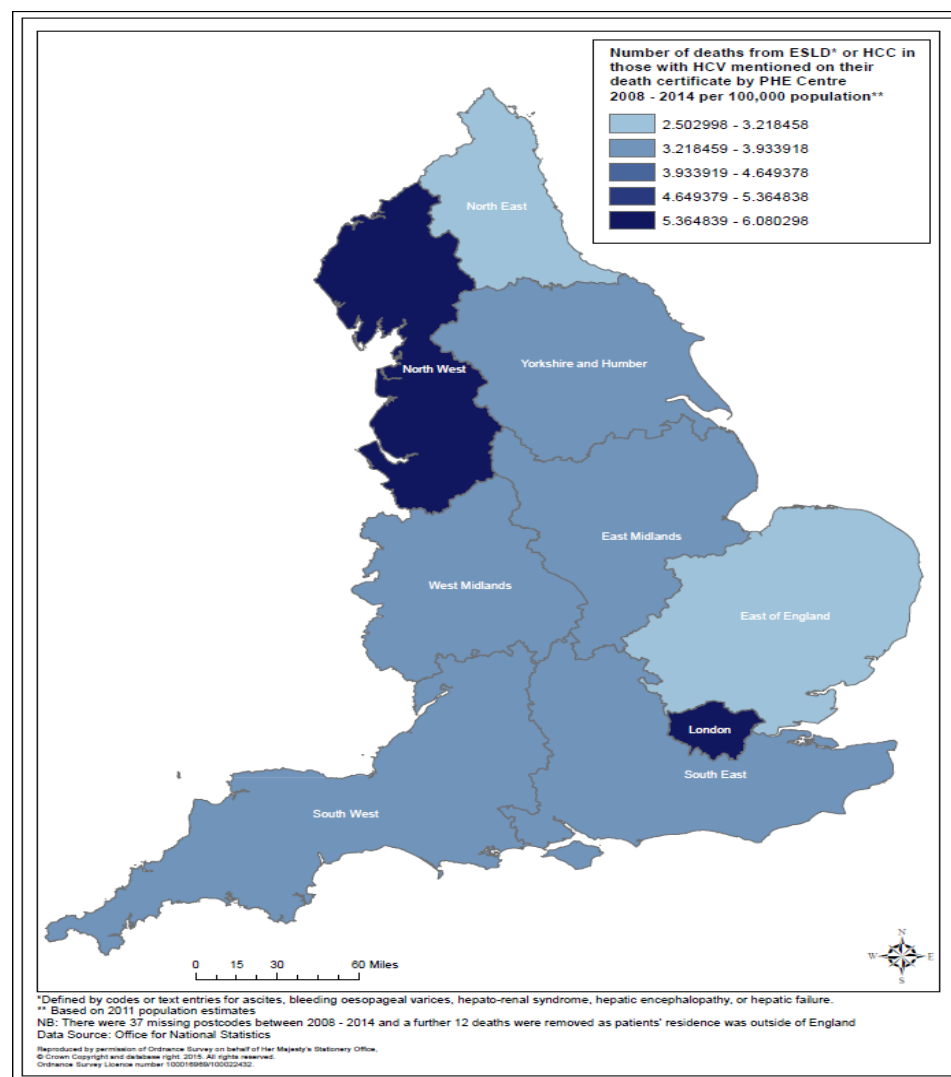 Number of deaths from ESLD* or HCC in
those with HCV mentioned on their
death certificate by PHE Centre
2008 - 2014 per 100,000 population**
2.502998 - 3.218458
3.218459 - 3.933918
3.933919 - 4.649378
4.649379 - 5.364838
5.364839 - 6.080298
North East
North West
Yorkshire and Humber
East Midlands
West Midlands
East of England
London
South East
South West
N
W E
S
0 15 30 60 Miles
*Defined by codes or text entries for ascites, bleeding oesopageal varices, hepato-renal syndrome, hepatic encephalopathy, or hepatic failure.
** Based on 2011 population estimates
NB: There were 37 missing postcodes between 2008 - 2014 and a further 12 deaths were removed as patients' residence was outside of England
Data Source: Office for National Statistics
Reproduced by permission of Ordnance Survey on behalf of Her Majesty's Stationery Office,
© Crown Copyright and database right. 2015. All rights reserved.
Ordnance Survey Licence number 100016969/100022432.